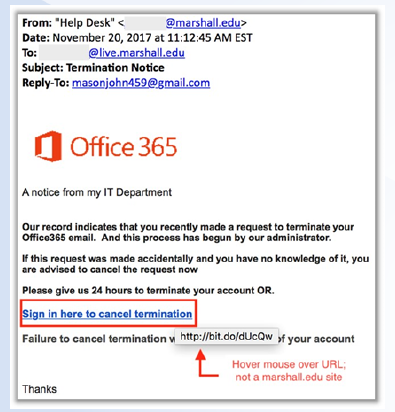 From: "Help Desk" < @marshall.edu>
Date: November 20, 2017 at 11:12:45 AM EST
To: @live.marshall.edu
Subject: Termination Notice
Reply-To: masonjohn459@gmail.com
Office 365
A notice from my IT Department
Our record indicates that you recently made a request to terminate your
Office365 email. And this process has begun by our administrator.
If this request was made accidentally and you have no knowledge of it, you
are advised to cancel the request now
Please give us 24 hours to terminate your account OR.
Sign in here to cancel termination
http://bit.do/dUcQw
Failure to cancel termination of your account
Hover mouse over URL;
not a marshall.edu site
Thanks